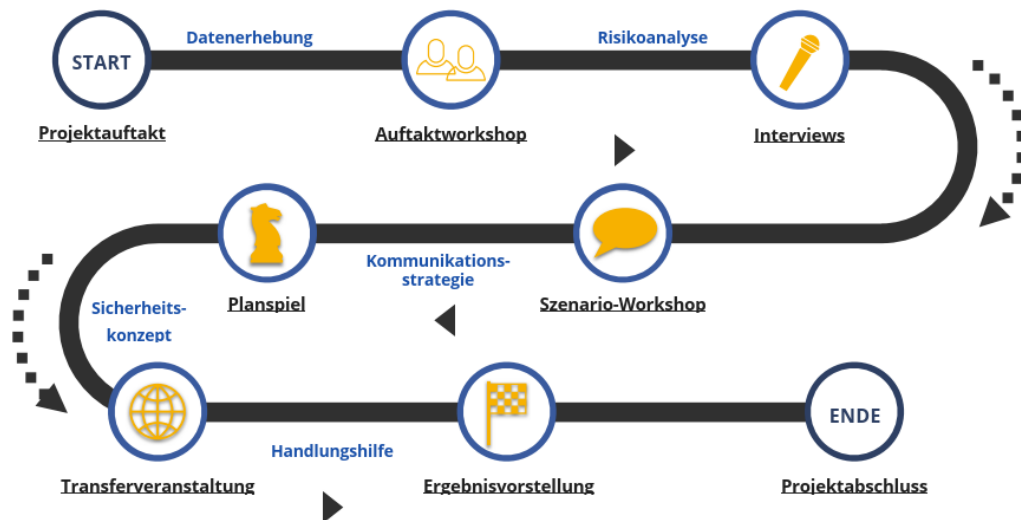 START
Datenerhebung
Risikoanalyse
Projektauftakt
Auftaktworkshop
Interviews
Kommunikations-
strategie
Planspiel
Szenario-Workshop
Sicherheits-
konzept
ENDE
Handlungshilfe
Transferveranstaltung
Ergebnisvorstellung
Projektabschluss